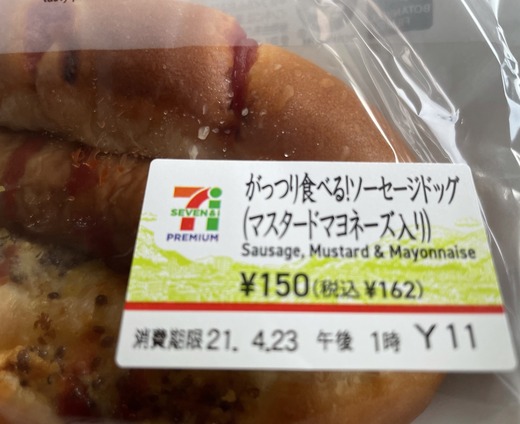 がっつり食べる!ソーセージドッグ
SEVEN&i
PREMIUM
(マスタードマヨネーズ入り)
Sausage, Mustard & Mayonnaise
¥150(税込 ¥162)
消費期限 21. 4.23 午後 1時 Y11